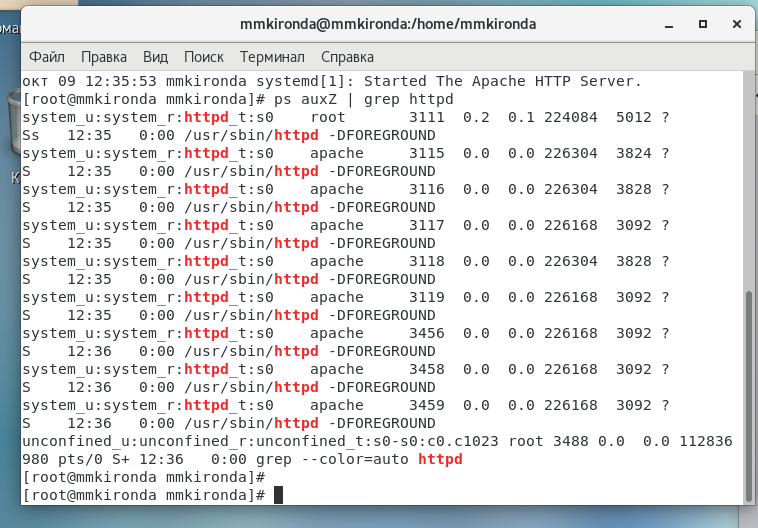 mmkironda@mmkironda:/home/mmkironda
Файл Правка Вид Поиск Терминал Справка
окт 09 12:35:53 mmkironda systemd[1]: Started The Apache HTTP Server.
[root@mmkironda mmkironda]# ps auxZ | grep httpd
system_u:system_r:httpd_t:s0    root       3111  0.2  0.1 224084  5012 ?
Ss   12:35   0:00 /usr/sbin/httpd -DFOREGROUND
system_u:system_r:httpd_t:s0    apache     3115  0.0  0.0 226304  3824 ?
S    12:35   0:00 /usr/sbin/httpd -DFOREGROUND
system_u:system_r:httpd_t:s0    apache     3116  0.0  0.0 226304  3828 ?
S    12:35   0:00 /usr/sbin/httpd -DFOREGROUND
system_u:system_r:httpd_t:s0    apache     3117  0.0  0.0 226168  3092 ?
S    12:35   0:00 /usr/sbin/httpd -DFOREGROUND
system_u:system_r:httpd_t:s0    apache     3118  0.0  0.0 226304  3828 ?
S    12:35   0:00 /usr/sbin/httpd -DFOREGROUND
system_u:system_r:httpd_t:s0    apache     3119  0.0  0.0 226168  3092 ?
S    12:35   0:00 /usr/sbin/httpd -DFOREGROUND
system_u:system_r:httpd_t:s0    apache     3456  0.0  0.0 226168  3092 ?
S    12:36   0:00 /usr/sbin/httpd -DFOREGROUND
system_u:system_r:httpd_t:s0    apache     3458  0.0  0.0 226168  3092 ?
S    12:36   0:00 /usr/sbin/httpd -DFOREGROUND
system_u:system_r:httpd_t:s0    apache     3459  0.0  0.0 226168  3092 ?
S    12:36   0:00 /usr/sbin/httpd -DFOREGROUND
unconfined_u:unconfined_r:unconfined_t:s0-s0:c0.c1023 root 3488 0.0  0.0 112836
980 pts/0 S+ 12:36   0:00 grep --color=auto httpd
[root@mmkironda mmkironda]#
[root@mmkironda mmkironda]#